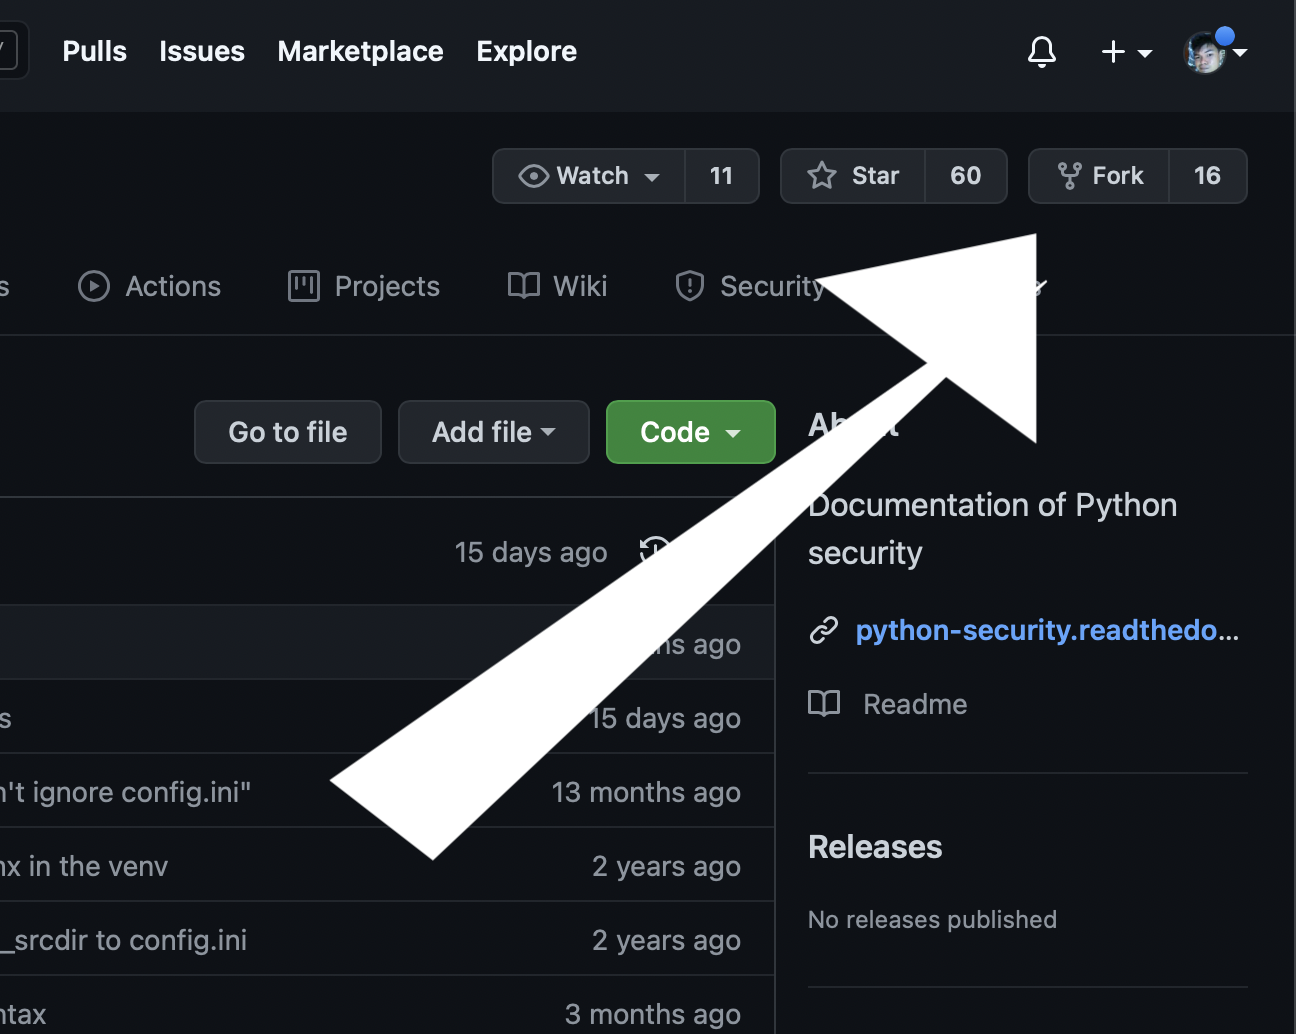 Pulls Issues Marketplace Explore
Watch 11 Star 60 Fork 16
s Actions Projects Wiki Security
Go to file Add file Code
Documentation of Python
security
15 days ago
python-security.readthedo...
ago
Readme
s 15 days ago
n't ignore config.ini" 13 months ago
Releases
nx in the venv 2 years ago
No releases published
_srcdir to config.ini 2 years ago
ntax 3 months ago